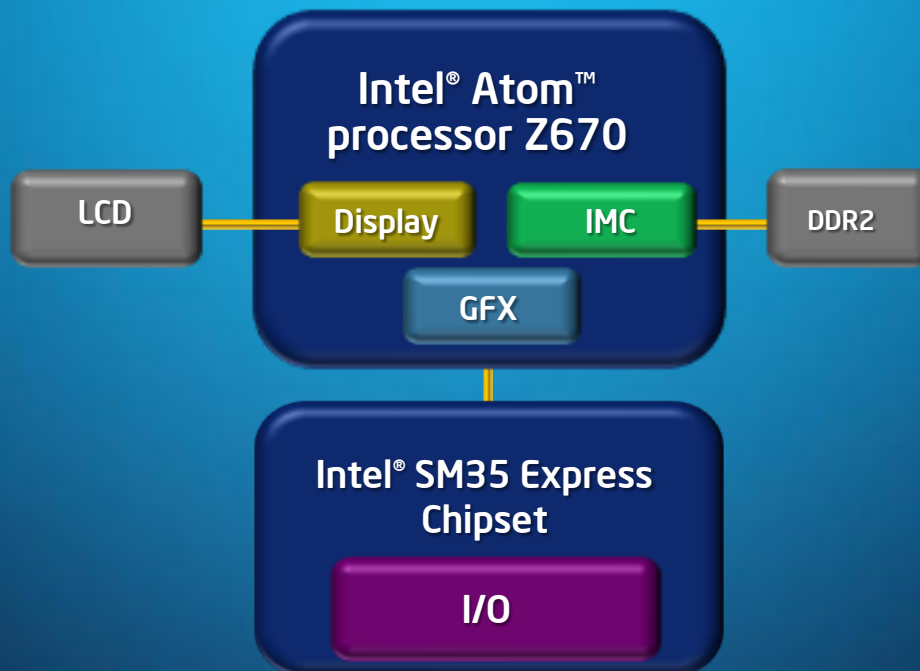 Intel® Atom™
processor Z670
LCD
Display
IMC
DDR2
GFX
Intel® SM35 Express
Chipset
I/O